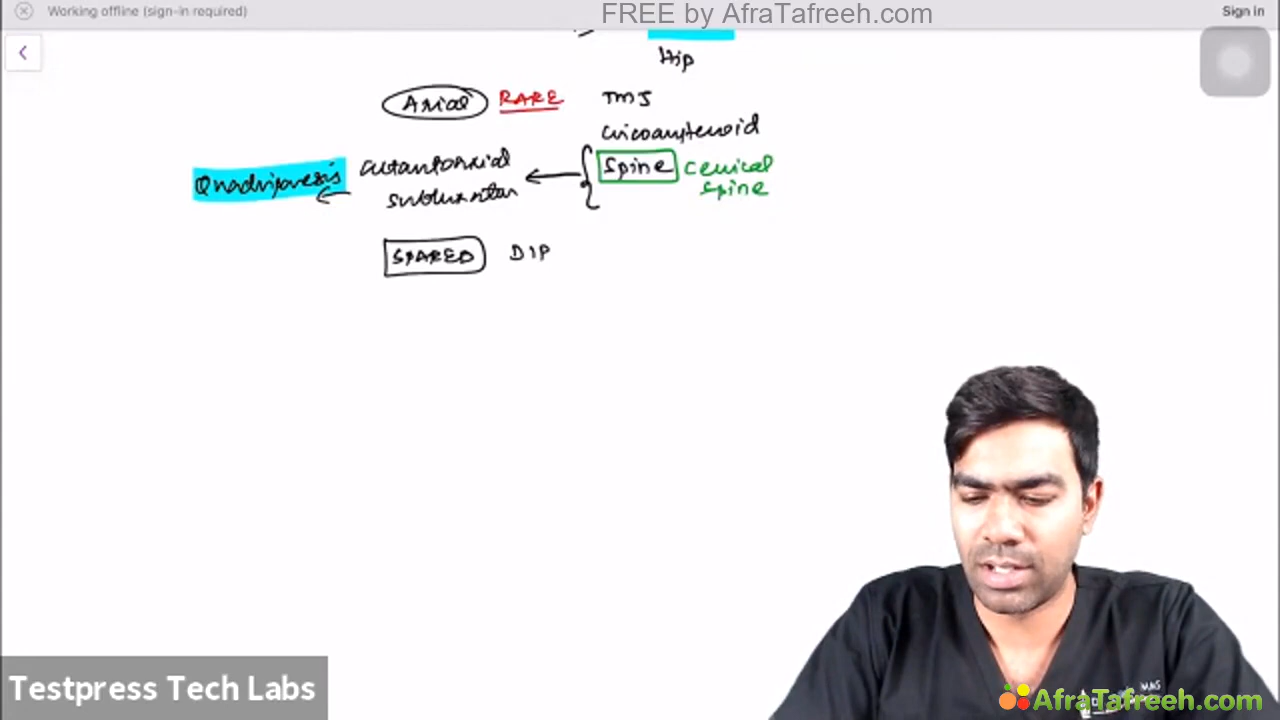 Working offline (sign-in required)
FREE by AfraTafreeh.com
Sign in
Hip
Axial RARE TMJ
cricoarytenoid
Spine Cervical
spine
Quadriparesis
subluxation
SPARED DIP
Testpress Tech Labs
AfraTafreeh.com